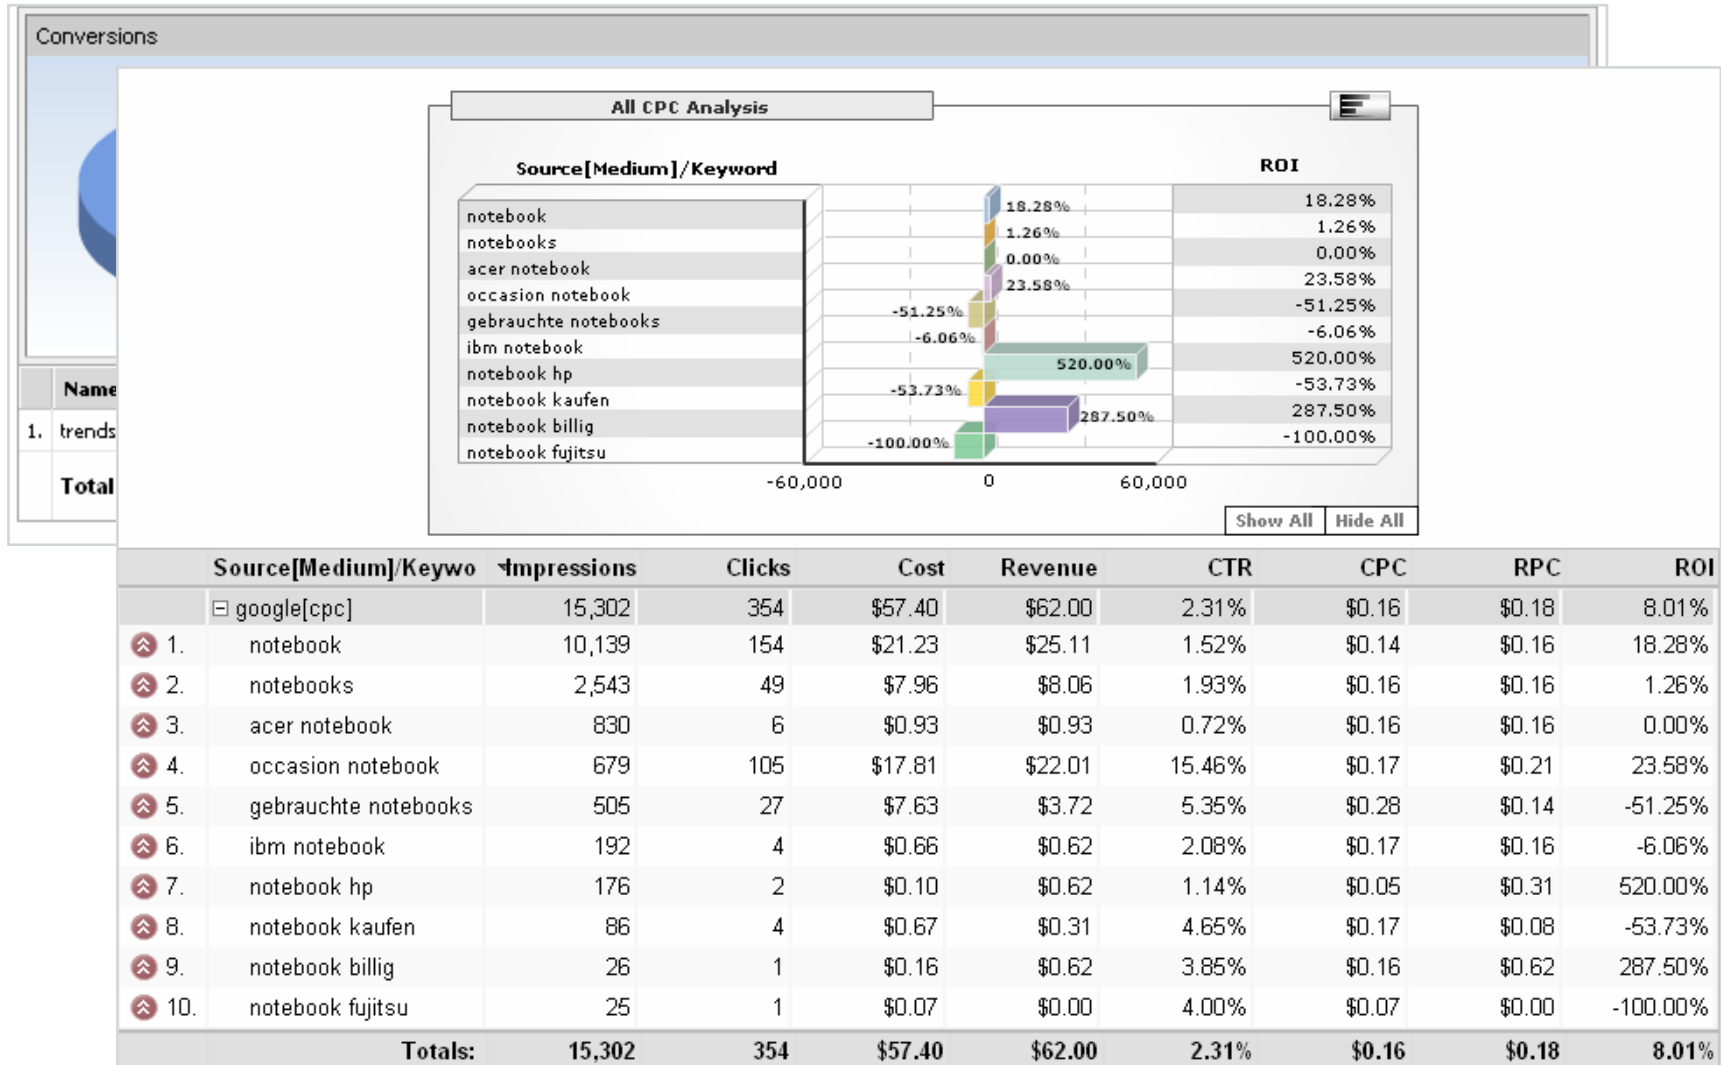 Conversions
All CPC Analysis
Source[Medium]/Keyword ROI
notebook 18.28% 18.28%
notebooks 1.26% 1.26%
acer notebook 0.00% 0.00%
occasion notebook 23.58% 23.58%
gebrauchte notebooks -51.25% -51.25%
ibm notebook -6.06% -6.06%
notebook hp 520.00% 520.00%
notebook kaufen -53.73% -53.73%
notebook billig 287.50% 287.50%
notebook fujitsu -100.00% -100.00%
-60,000 0 60,000
Show All Hide All
Name
1. trends
Total
Source[Medium]/Keywo Impressions Clicks Cost Revenue CTR CPC RPC ROI
google[cpc] 15,302 354 $57.40 $62.00 2.31% $0.16 $0.18 8.01%
1. notebook 10,139 154 $21.23 $25.11 1.52% $0.14 $0.16 18.28%
2. notebooks 2,543 49 $7.96 $8.06 1.93% $0.16 $0.16 1.26%
3. acer notebook 830 6 $0.93 $0.93 0.72% $0.16 $0.16 0.00%
4. occasion notebook 679 105 $17.81 $22.01 15.46% $0.17 $0.21 23.58%
5. gebrauchte notebooks 505 27 $7.63 $3.72 5.35% $0.28 $0.14 -51.25%
6. ibm notebook 192 4 $0.66 $0.62 2.08% $0.17 $0.16 -6.06%
7. notebook hp 176 2 $0.10 $0.62 1.14% $0.05 $0.31 520.00%
8. notebook kaufen 86 4 $0.67 $0.31 4.65% $0.17 $0.08 -53.73%
9. notebook billig 26 1 $0.16 $0.62 3.85% $0.16 $0.62 287.50%
10. notebook fujitsu 25 1 $0.07 $0.00 4.00% $0.07 $0.00 -100.00%
Totals: 15,302 354 $57.40 $62.00 2.31% $0.16 $0.18 8.01%